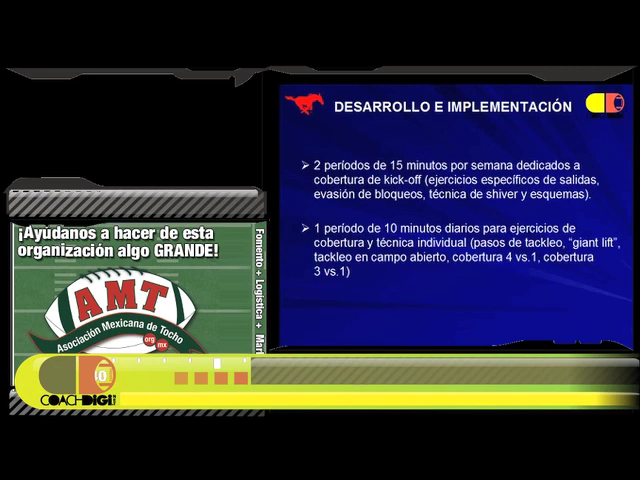 DESARROLLO E IMPLEMENTACIÓN
2 períodos de 15 minutos por semana dedicados a
cobertura de kick-off (ejercicios específicos de salidas,
evasión de bloqueos, técnica de shiver y esquemas).
1 período de 10 minutos diarios para ejercicios de
cobertura y técnica individual (pasos de tackleo, “giant lift”,
tackleo en campo abierto, cobertura 4 vs.1, cobertura
3 vs.1)
¡Ayudanos a hacer de esta
organización algo GRANDE!
AMT
Asociación Mexicana de Tocho
org
mx
Fomento + Logística +
COACHDIGI